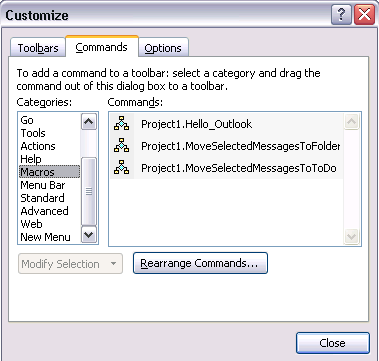 Customize
Toolbars Commands Options
To add a command to a toolbar: select a category and drag the
command out of this dialog box to a toolbar.
Categories: Commands:
Go
Tools
Actions
Help
Macros
Menu Bar
Standard
Advanced
Web
New Menu
Project1.Hello_Outlook
Project1.MoveSelectedMessagesToFolder
Project1.MoveSelectedMessagesToToDo
Modify Selection Rearrange Commands...
Close